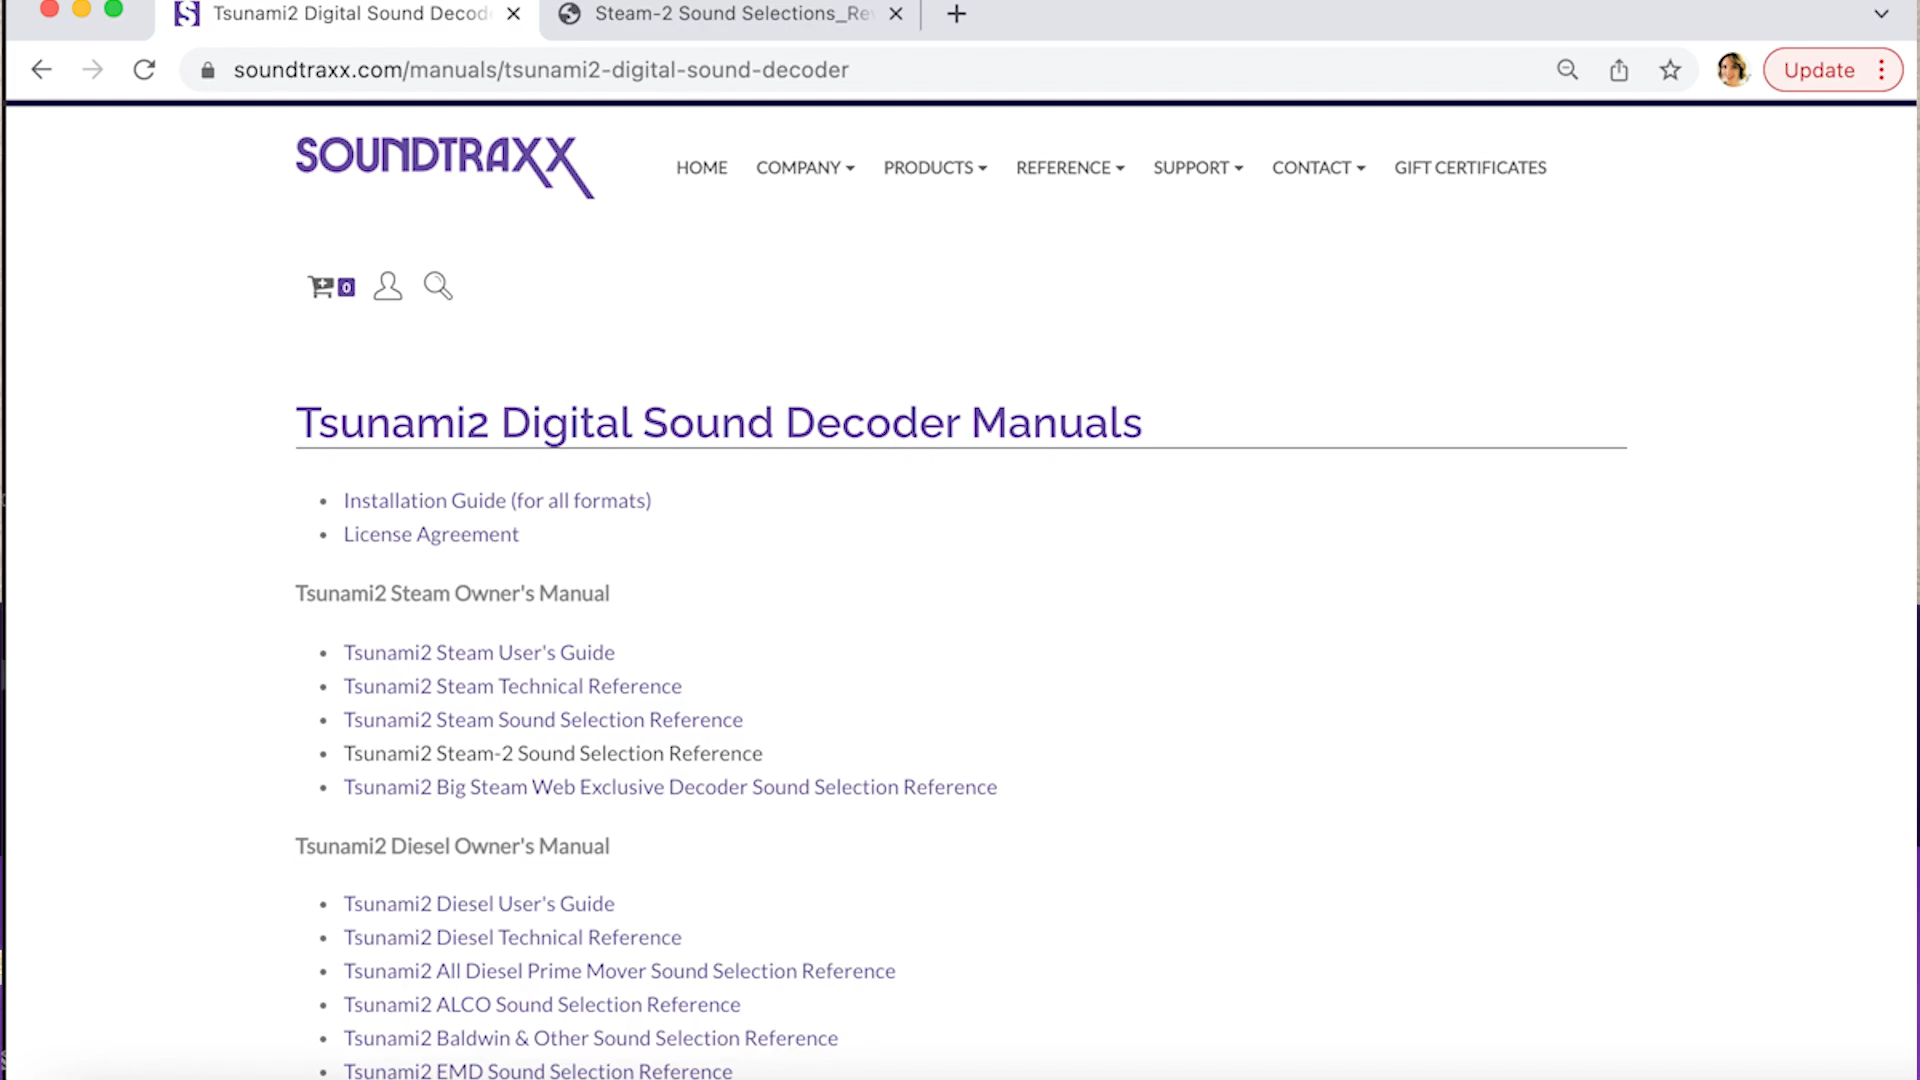 Tsunami2 Digital Sound Decod
Steam-2 Sound Selections_Re
soundtraxx.com/manuals/tsunami2-digital-sound-decoder
Update
SOUNDTRAXX
HOME COMPANY PRODUCTS REFERENCE SUPPORT CONTACT GIFT CERTIFICATES
0
Tsunami2 Digital Sound Decoder Manuals
Installation Guide (for all formats)
License Agreement
Tsunami2 Steam Owner's Manual
Tsunami2 Steam User's Guide
Tsunami2 Steam Technical Reference
Tsunami2 Steam Sound Selection Reference
Tsunami2 Steam-2 Sound Selection Reference
Tsunami2 Big Steam Web Exclusive Decoder Sound Selection Reference
Tsunami2 Diesel Owner's Manual
Tsunami2 Diesel User's Guide
Tsunami2 Diesel Technical Reference
Tsunami2 All Diesel Prime Mover Sound Selection Reference
Tsunami2 ALCO Sound Selection Reference
Tsunami2 Baldwin & Other Sound Selection Reference
Tsunami2 EMD Sound Selection Reference